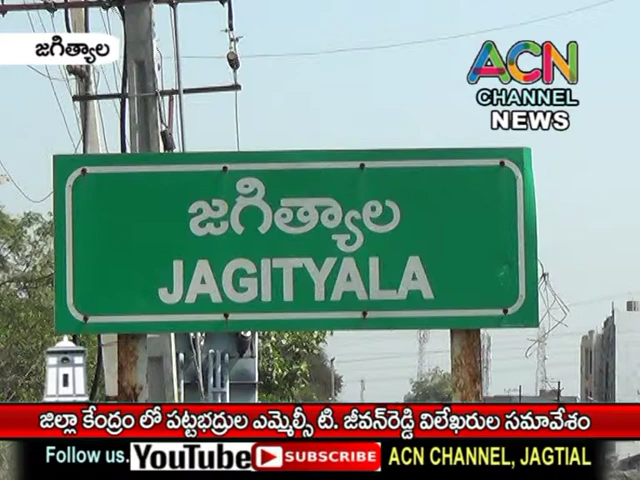 జగిత్యాల
ACN
CHANNEL
NEWS
జగిత్యాల
JAGITYALA
జిల్లా కేంద్రం లో పట్టభద్రుల ఎమ్మెల్సీ టి. జీవన్‌రెడ్డి విలేఖరుల సమావేశం
Follow us. YouTube SUBSCRIBE ACN CHANNEL, JAGTIAL